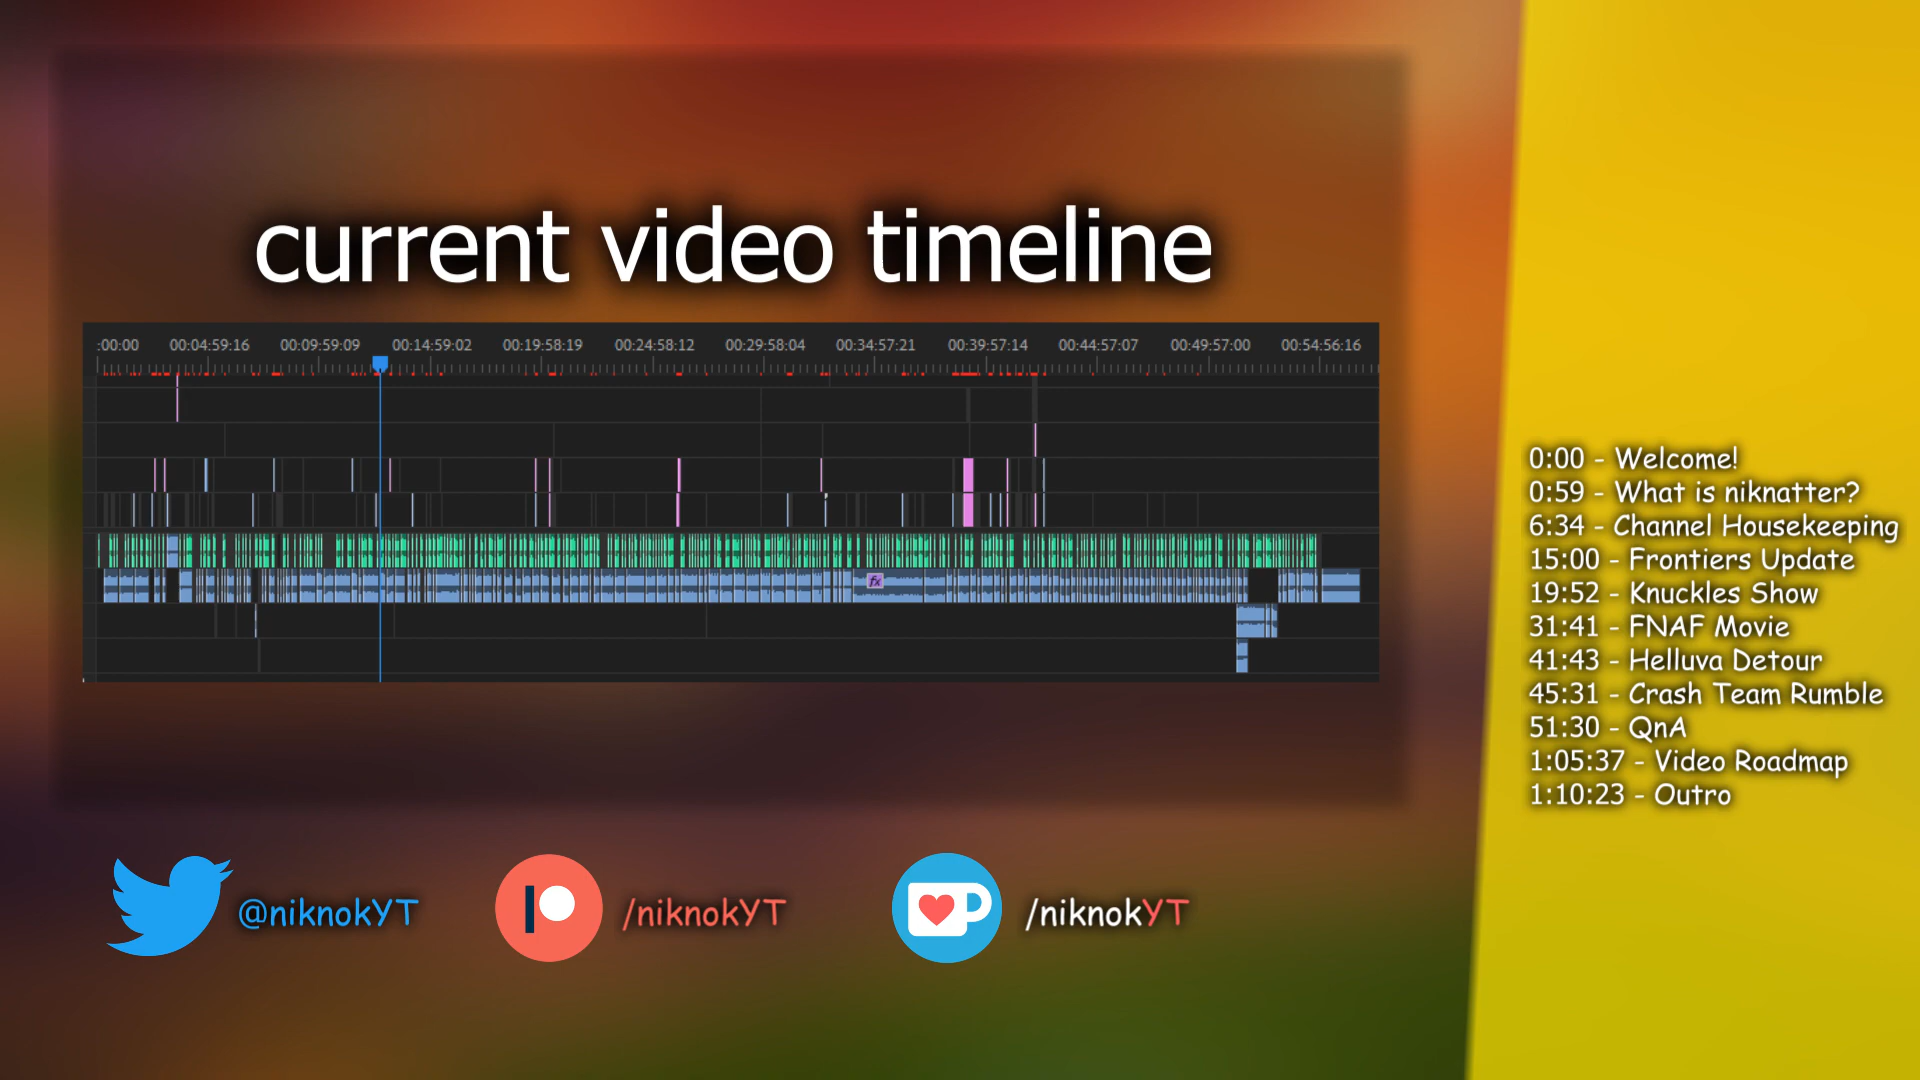 current video timeline
:00:00 00:04:59:16 00:09:59:09 00:14:59:02 00:19:58:19 00:24:58:12 00:29:58:04 00:34:57:21 00:39:57:14 00:44:57:07 00:49:57:00 00:54:56:16
fx
0:00 - Welcome!
0:59 - What is niknatter?
6:34 - Channel Housekeeping
15:00 - Frontiers Update
19:52 - Knuckles Show
31:41 - FNAF Movie
41:43 - Helluva Detour
45:31 - Crash Team Rumble
51:30 - QnA
1:05:37 - Video Roadmap
1:10:23 - Outro
@niknokYT /niknokYT /niknokYT